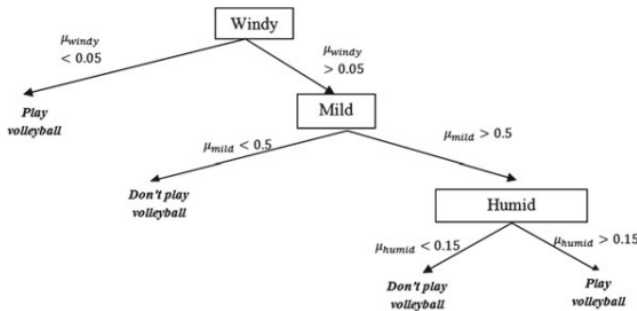 Windy
μwindy
< 0.05
μwindy
> 0.05
Play
volleyball
Mild
μmild < 0.5
μmild > 0.5
Don't play
volleyball
Humid
μhumid < 0.15
μhumid > 0.15
Don't play
volleyball
Play
volleyball